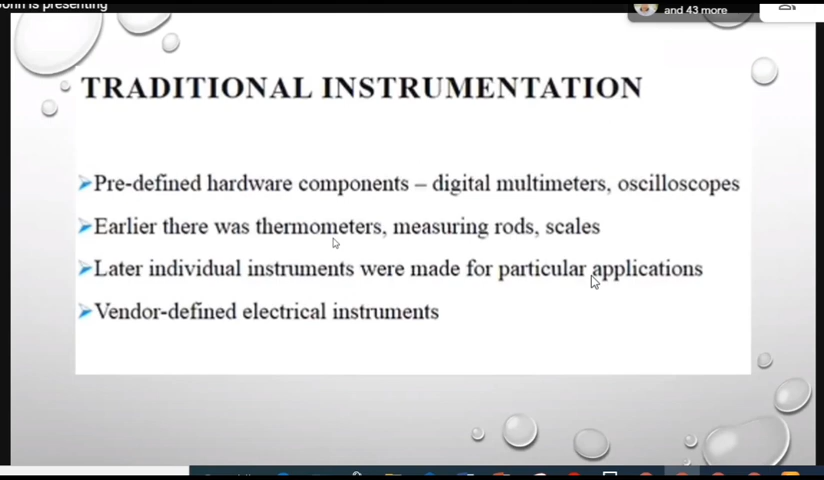 John is presenting
and 43 more
TRADITIONAL INSTRUMENTATION
Pre-defined hardware components – digital multimeters, oscilloscopes
Earlier there was thermometers, measuring rods, scales
Later individual instruments were made for particular applications
Vendor-defined electrical instruments